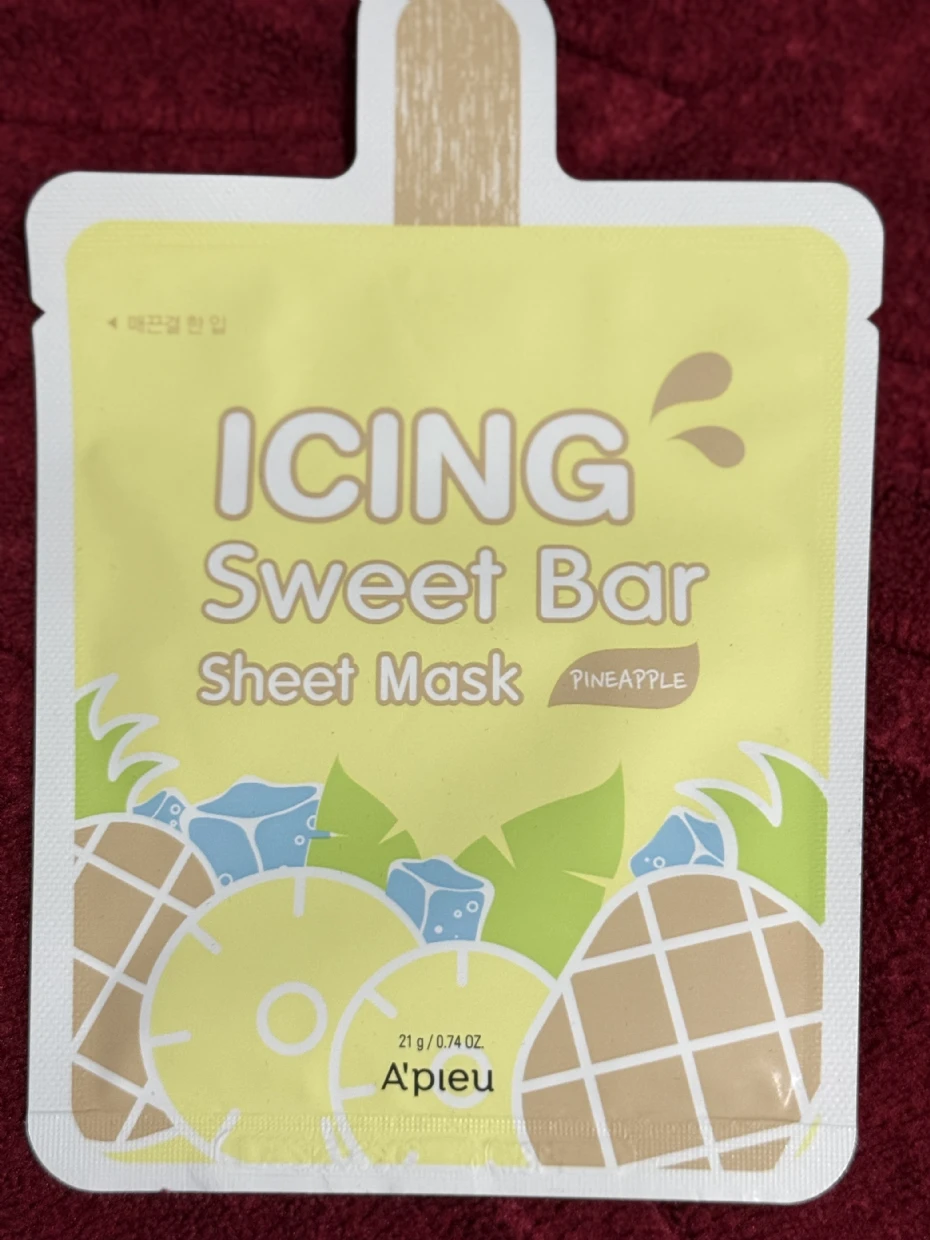 ◀ 매끈결 한 입
ICING
Sweet Bar
Sheet Mask PINEAPPLE
21 g / 0.74 OZ.
A'pieu